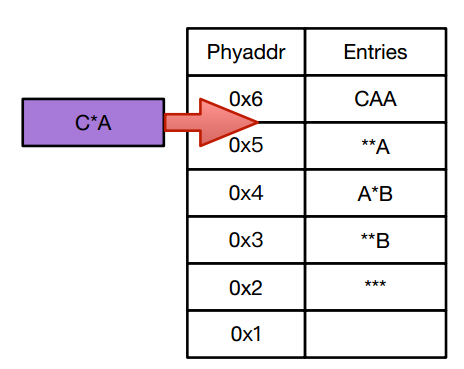 Phyaddr Entries
0x6 CAA
C*A
0x5 **A
0x4 A*B
0x3 **B
0x2 ***
0x1